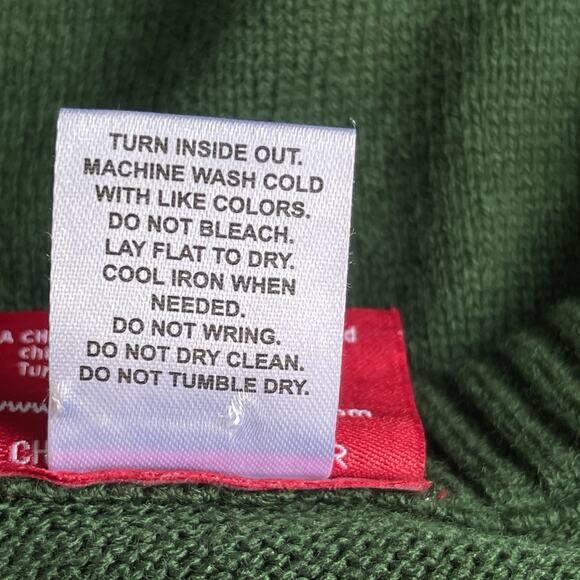 TURN INSIDE OUT.
MACHINE WASH COLD
WITH LIKE COLORS.
DO NOT BLEACH.
LAY FLAT TO DRY.
COOL IRON WHEN
NEEDED.
DO NOT WRING.
DO NOT DRY CLEAN.
DO NOT TUMBLE DRY.